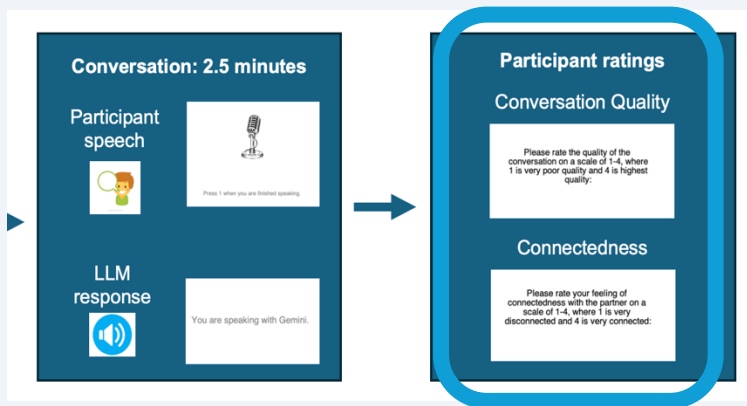 Conversation: 2.5 minutes
Participant
speech
Press 1 when you are finished speaking.
LLM
response
You are speaking with Gemini.
Participant ratings
Conversation Quality
Please rate the quality of the
conversation on a scale of 1-4, where
1 is very poor quality and 4 is highest
quality:
Connectedness
Please rate your feeling of
connectedness with the partner on a
scale of 1-4, where 1 is very
disconnected and 4 is very connected: